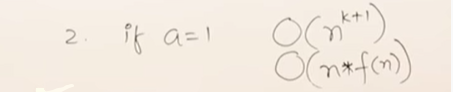 2. if a=1 O(n^{k+1})
O(n*f(n))